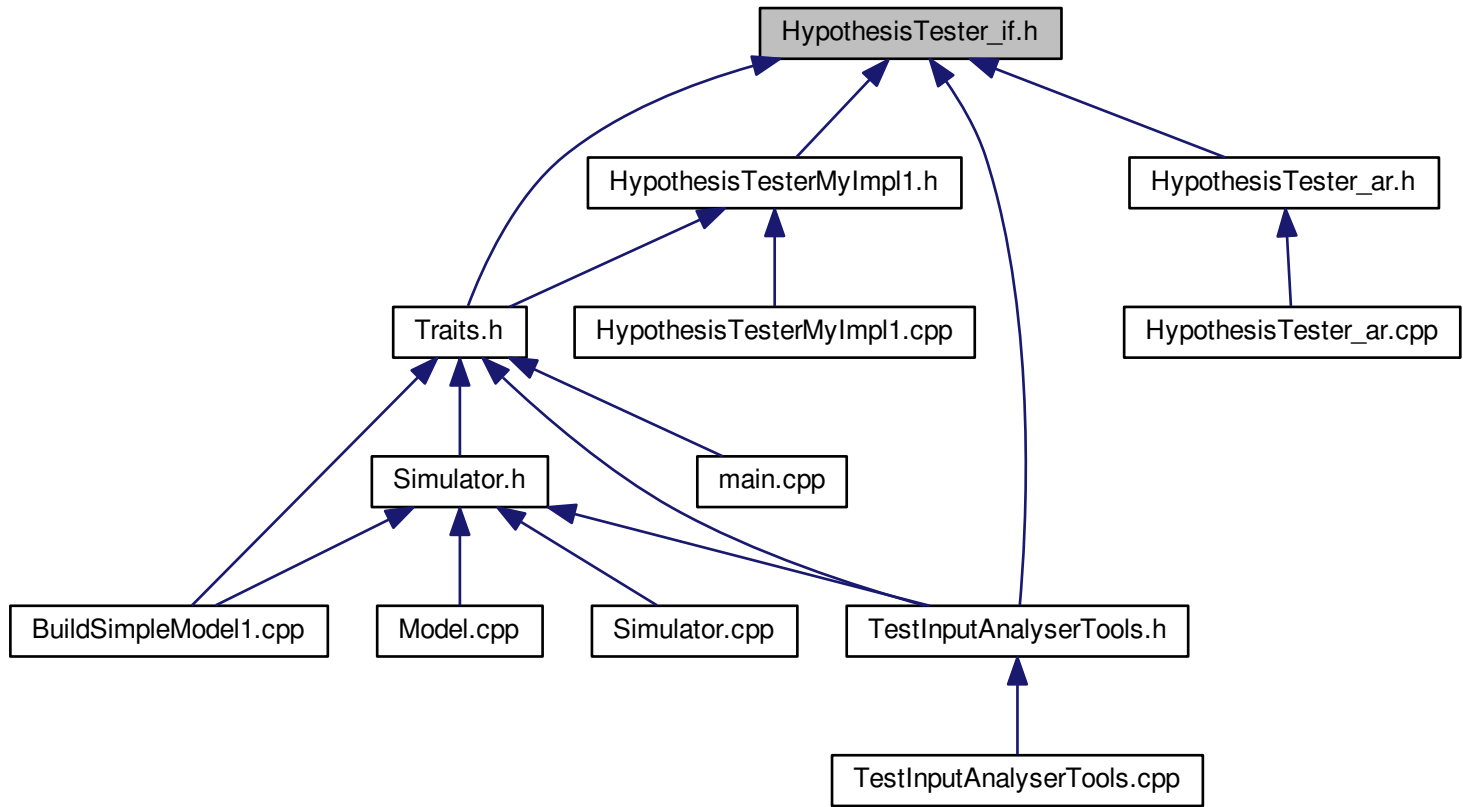 HypothesisTester_if.h
HypothesisTesterMyImpl1.h
HypothesisTester_ar.h
Traits.h
HypothesisTesterMyImpl1.cpp
HypothesisTester_ar.cpp
Simulator.h
main.cpp
BuildSimpleModel1.cpp
Model.cpp
Simulator.cpp
TestInputAnalyserTools.h
TestInputAnalyserTools.cpp